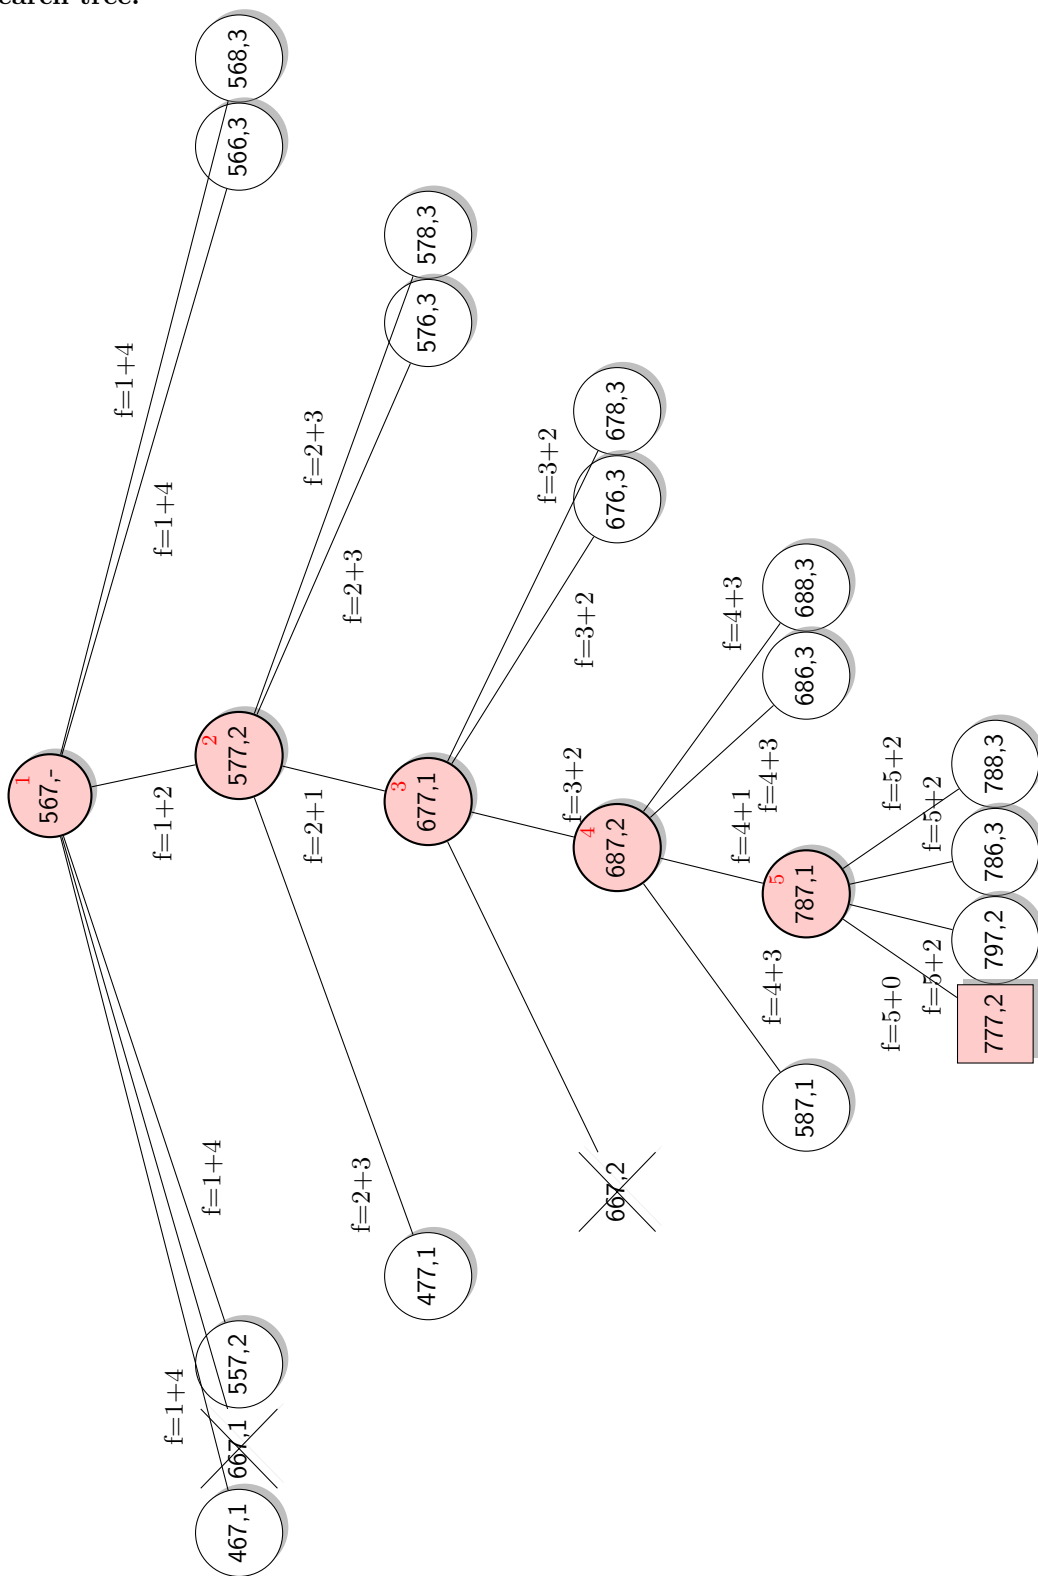 earch tree:
1
567,-
f=1+4
f=1+4
f=1+2
f=1+4
f=1+4
467,1
667,1
557,2
2
577,2
566,3
568,3
f=2+3
f=2+1
f=2+3
f=2+3
477,1
3
677,1
576,3
578,3
f=3+2
f=3+2
f=3+2
667,2
4
687,2
676,3
678,3
f=4+3
f=4+1
f=4+3
f=4+3
587,1
5
787,1
686,3
688,3
f=5+0
f=5+2
f=5+2
f=5+2
777,2
797,2
786,3
788,3